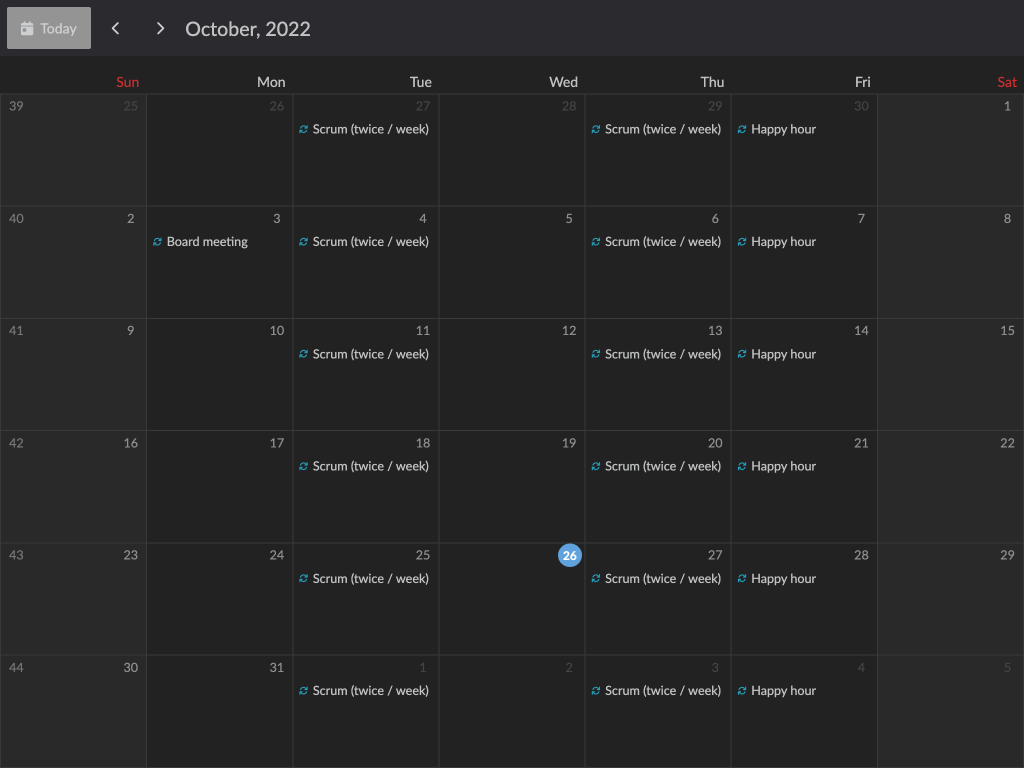 Today October, 2022
Sun Mon Tue Wed Thu Fri Sat
39 25 26 27 28 29 30 1
Scrum (twice / week) Scrum (twice / week) Happy hour
40 2 3 4 5 6 7 8
Board meeting Scrum (twice / week) Scrum (twice / week) Happy hour
41 9 10 11 12 13 14 15
Scrum (twice / week) Scrum (twice / week) Happy hour
42 16 17 18 19 20 21 22
Scrum (twice / week) Scrum (twice / week) Happy hour
43 23 24 25 26 27 28 29
Scrum (twice / week) Scrum (twice / week) Happy hour
44 30 31 1 2 3 4 5
Scrum (twice / week) Scrum (twice / week) Happy hour